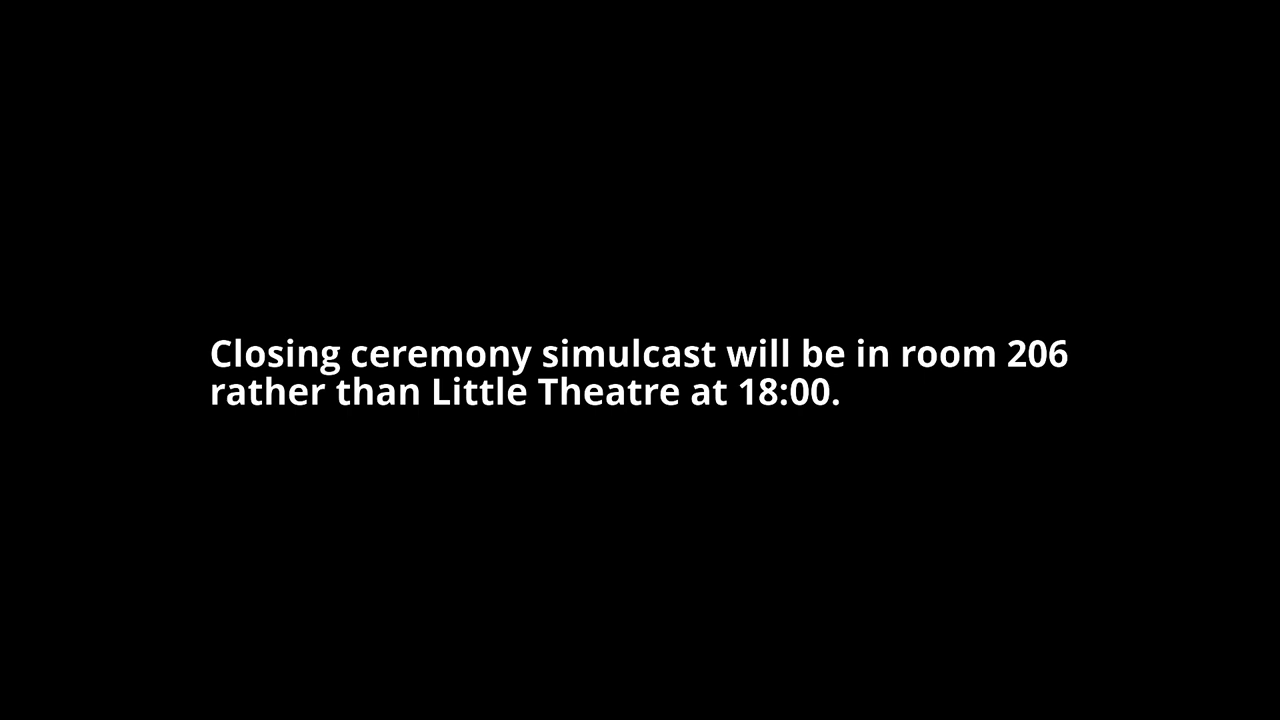 Closing ceremony simulcast will be in room 206
rather than Little Theatre at 18:00.